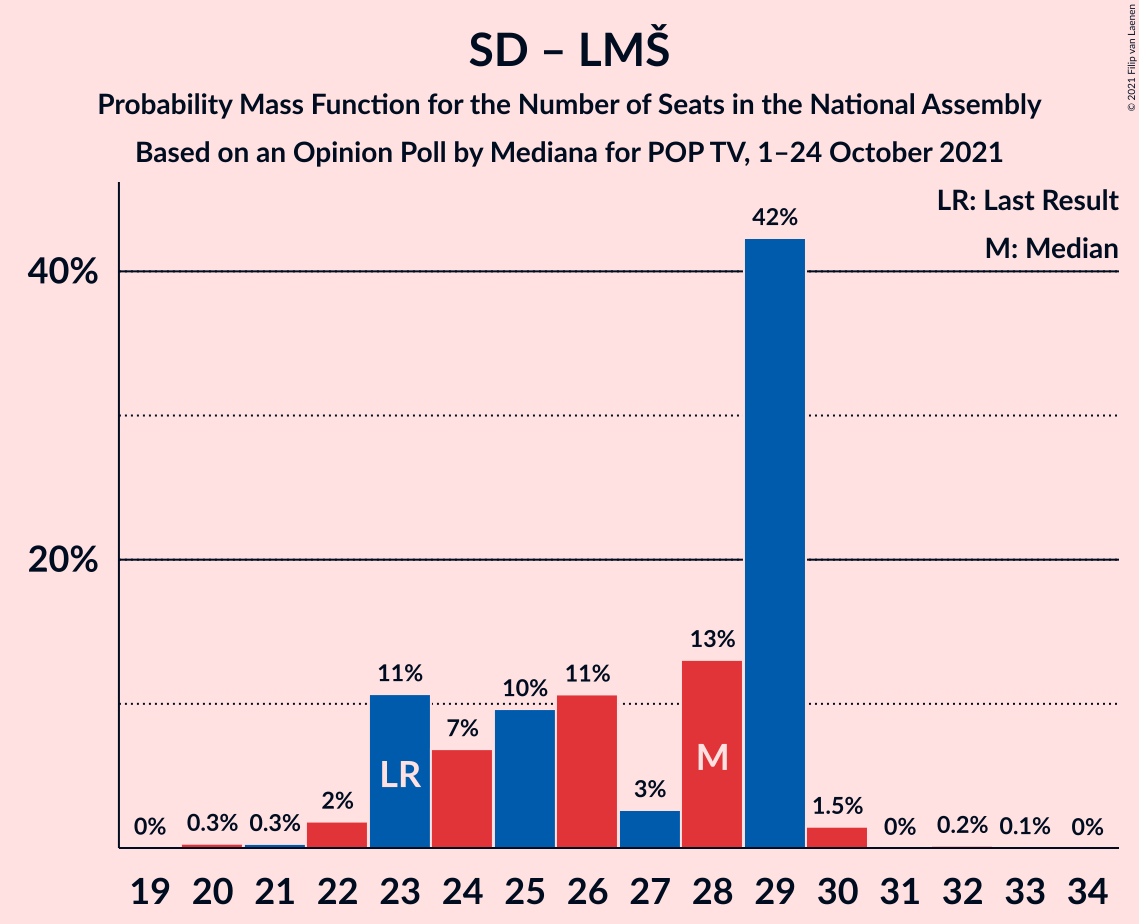 SD – LMŠ
Probability Mass Function for the Number of Seats in the National Assembly
Based on an Opinion Poll by Mediana for POP TV, 1–24 October 2021
© 2021 Filip van Laenen
LR: Last Result
M: Median
40%
20%
0%
0.3%
0.3%
2%
11%
7%
10%
11%
3%
13%
42%
1.5%
0%
0.2%
0.1%
0%
LR
M
19 20 21 22 23 24 25 26 27 28 29 30 31 32 33 34